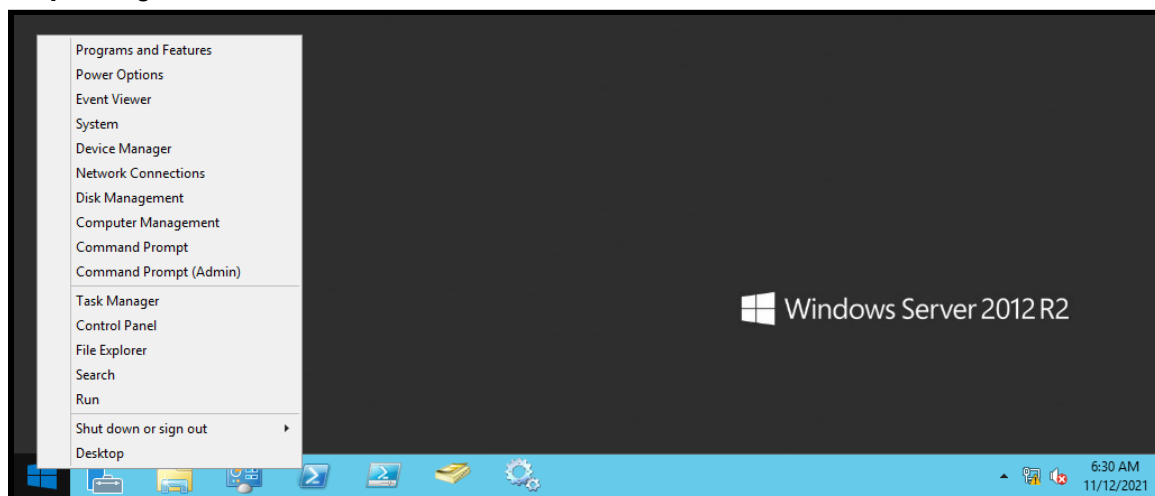 Programs and Features
Power Options
Event Viewer
System
Device Manager
Network Connections
Disk Management
Computer Management
Command Prompt
Command Prompt (Admin)
Task Manager
Control Panel
File Explorer
Search
Run
Shut down or sign out
Desktop
Windows Server 2012 R2
6:30 AM
11/12/2021